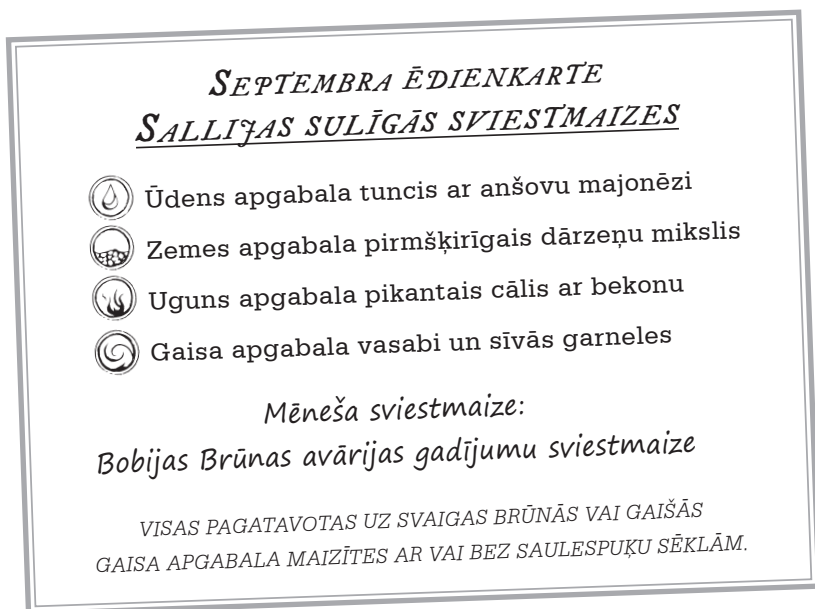 SEPTEMBRA ĒDIENKARTE
SALLIJAS SULĪGĀS SVIESTMAIZES
Ūdens apgabala tuncis ar anšovu majonēzi
Zemes apgabala pirmšķirīgais dārzeņu mikslis
Uguns apgabala pikantais cālis ar bekonu
Gaisa apgabala vasabi un sīvās garneles
Mēneša sviestmaize:
Bobijas Brūnas avārijas gadījumu sviestmaize
VISAS PAGATAVOTAS UZ SVAIGAS BRŪNĀS VAI GAIŠĀS
GAISA APGABALA MAIZĪTES AR VAI BEZ SAULESPUĶU SĒKLĀM.